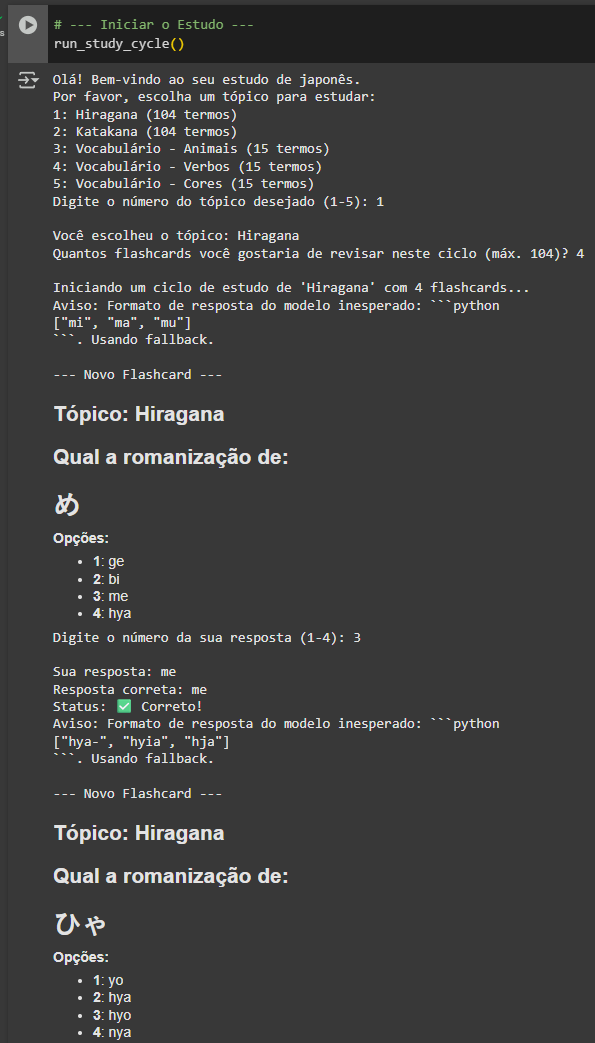 # --- Iniciar o Estudo ---
run_study_cycle()
Olá! Bem-vindo ao seu estudo de japonês.
Por favor, escolha um tópico para estudar:
1: Hiragana (104 termos)
2: Katakana (104 termos)
3: Vocabulário - Animais (15 termos)
4: Vocabulário - Verbos (15 termos)
5: Vocabulário - Cores (15 termos)
Digite o número do tópico desejado (1-5): 1
Você escolheu o tópico: Hiragana
Quantos flashcards você gostaria de revisar neste ciclo (máx. 104)? 4
Iniciando um ciclo de estudo de 'Hiragana' com 4 flashcards...
Aviso: Formato de resposta do modelo inesperado: ```python
["mi", "ma", "mu"]
```. Usando fallback.
--- Novo Flashcard ---
Tópico: Hiragana
Qual a romanização de:
め
Opções:
• 1: ge
• 2: bi
• 3: me
• 4: hya
Digite o número da sua resposta (1-4): 3
Sua resposta: me
Resposta correta: me
Status: ✅ Correto!
Aviso: Formato de resposta do modelo inesperado: ```python
["hya-", "hyia", "hja"]
```. Usando fallback.
--- Novo Flashcard ---
Tópico: Hiragana
Qual a romanização de:
ひゃ
Opções:
• 1: yo
• 2: hya
• 3: hyo
• 4: nya